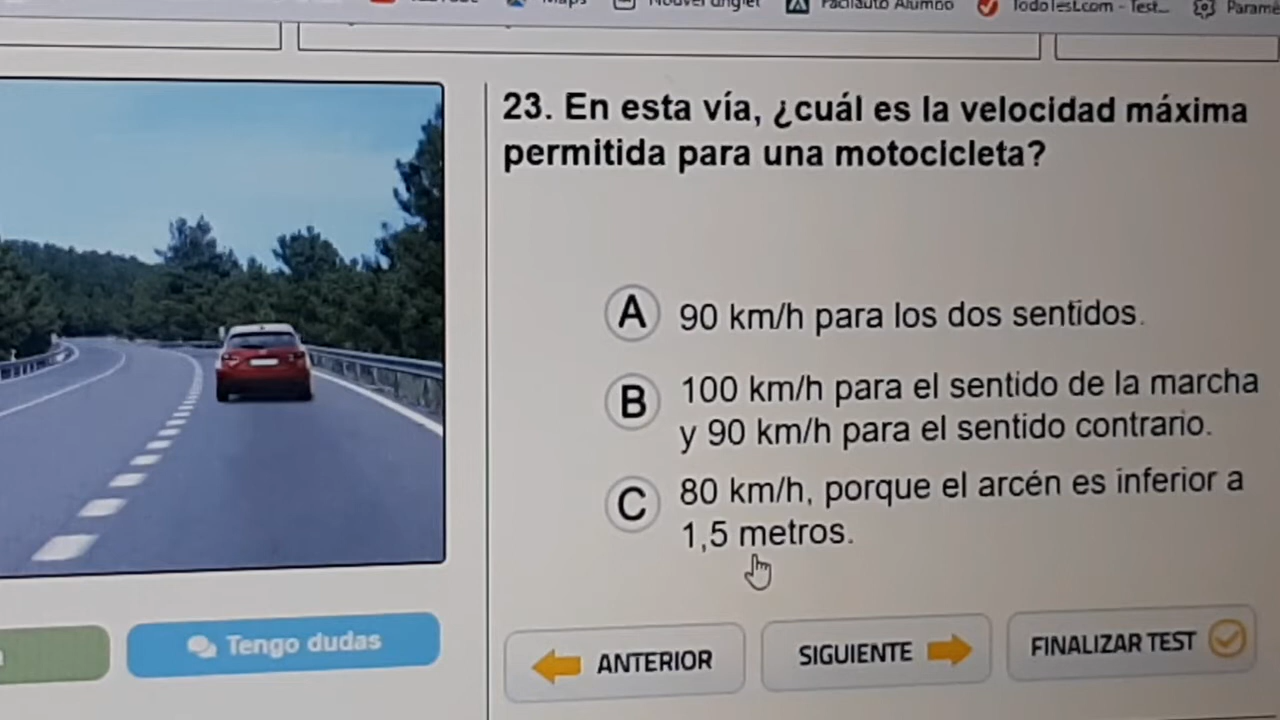 Maps
Facilauto Alumno
TodoTest.com - Test...
23. En esta vía, ¿cuál es la velocidad máxima
permitida para una motocicleta?
A 90 km/h para los dos sentidos.
B 100 km/h para el sentido de la marcha
y 90 km/h para el sentido contrario.
C 80 km/h, porque el arcén es inferior a
1,5 metros.
Tengo dudas
ANTERIOR
SIGUIENTE
FINALIZAR TEST